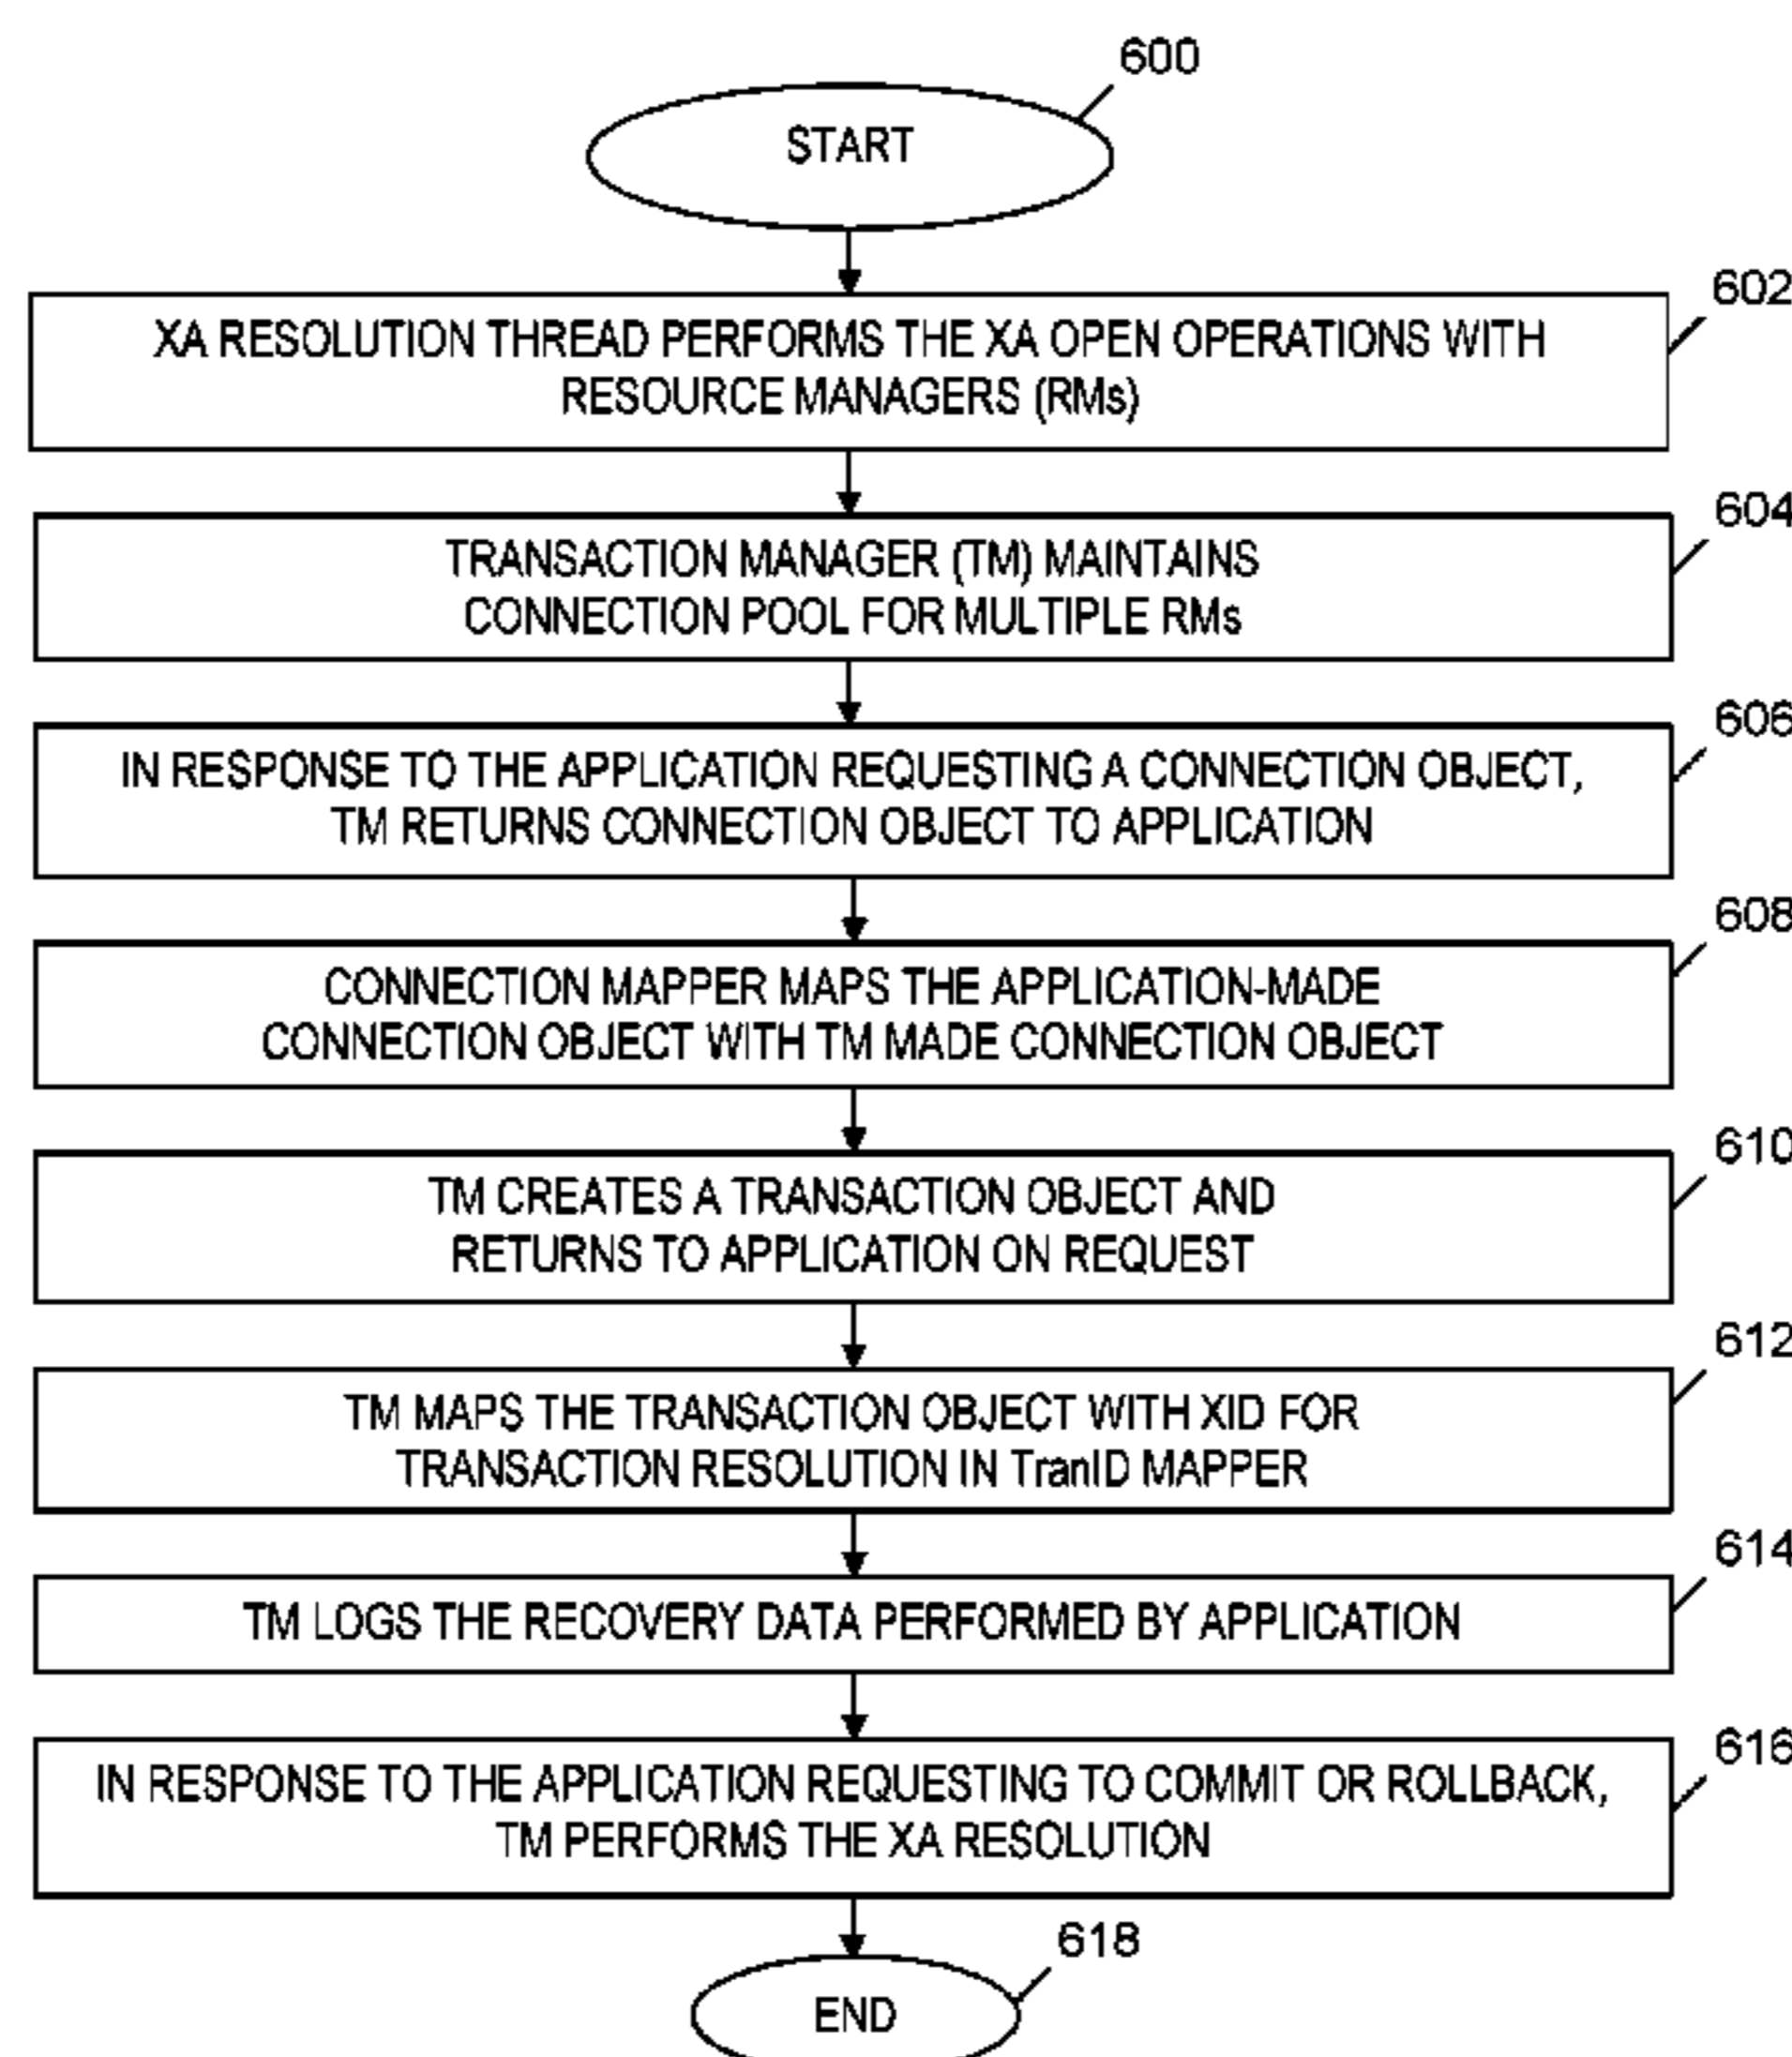 600
START
602
XA RESOLUTION THREAD PERFORMS THE XA OPEN OPERATIONS WITH
RESOURCE MANAGERS (RMs)
604
TRANSACTION MANAGER (TM) MAINTAINS
CONNECTION POOL FOR MULTIPLE RMs
606
IN RESPONSE TO THE APPLICATION REQUESTING A CONNECTION OBJECT,
TM RETURNS CONNECTION OBJECT TO APPLICATION
608
CONNECTION MAPPER MAPS THE APPLICATION-MADE
CONNECTION OBJECT WITH TM MADE CONNECTION OBJECT
610
TM CREATES A TRANSACTION OBJECT AND
RETURNS TO APPLICATION ON REQUEST
612
TM MAPS THE TRANSACTION OBJECT WITH XID FOR
TRANSACTION RESOLUTION IN TranID MAPPER
614
TM LOGS THE RECOVERY DATA PERFORMED BY APPLICATION
616
IN RESPONSE TO THE APPLICATION REQUESTING TO COMMIT OR ROLLBACK,
TM PERFORMS THE XA RESOLUTION
618
END